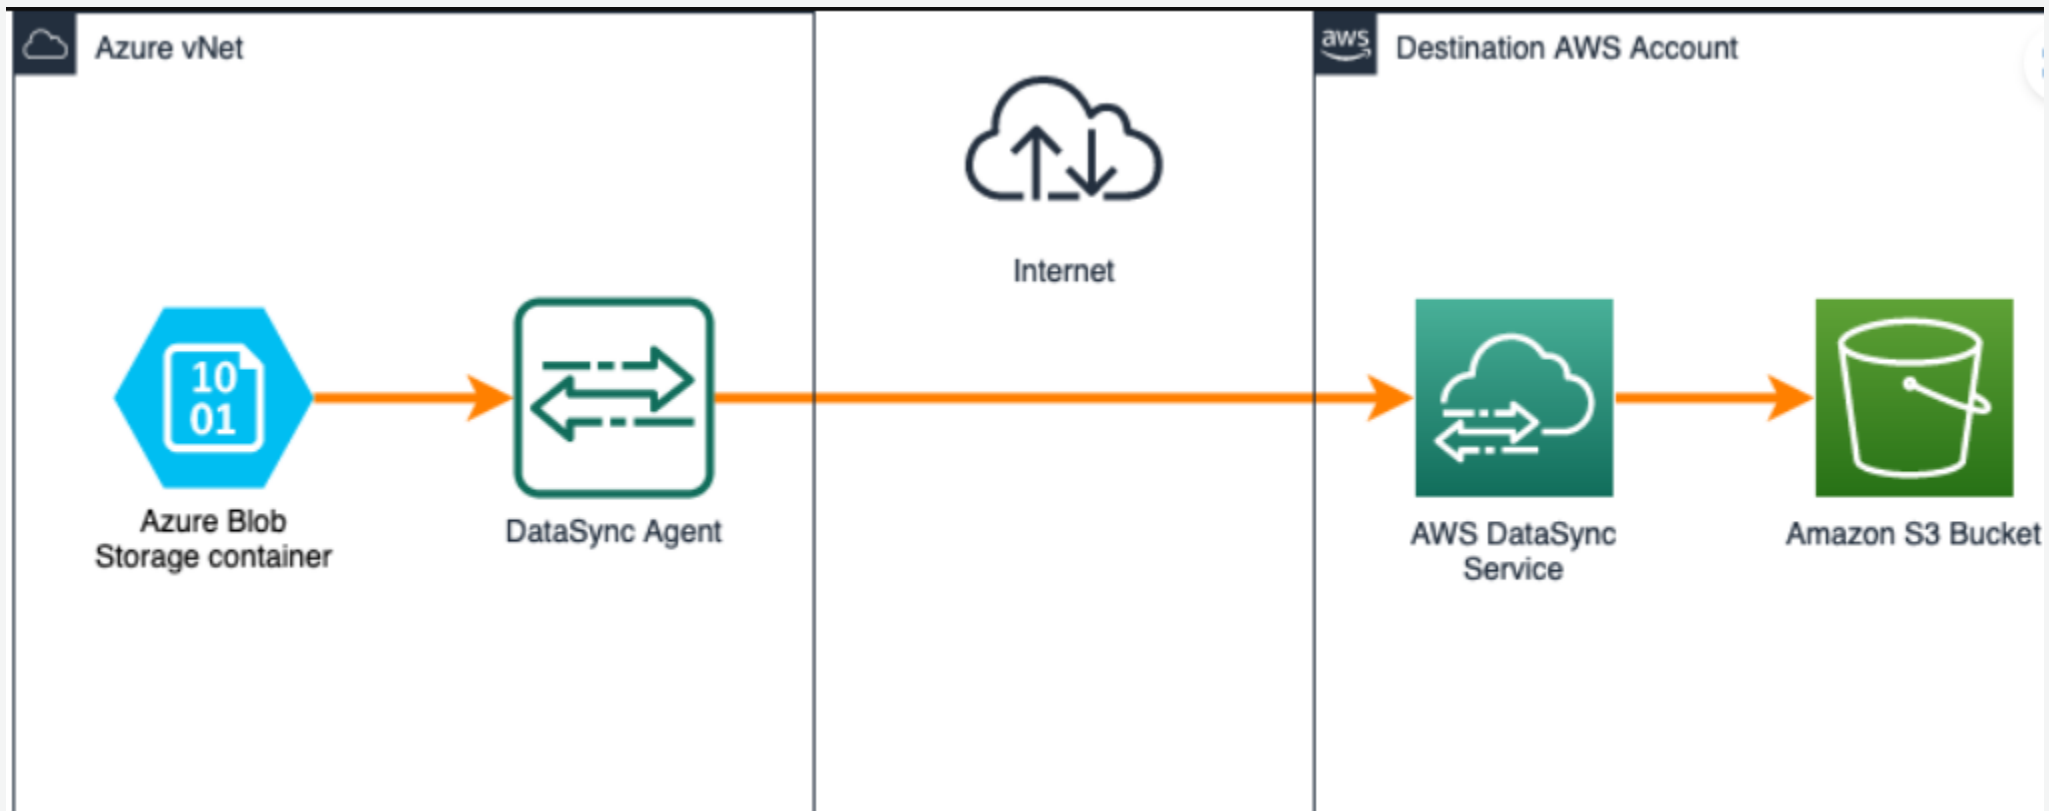 Azure vNet
aws
Destination AWS Account
Internet
10
01
Azure Blob
Storage container
DataSync Agent
AWS DataSync
Service
Amazon S3 Bucket